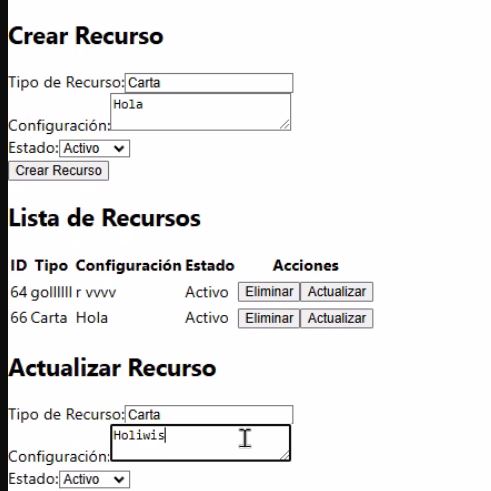 Crear Recurso
Tipo de Recurso: Carta
Hola
Configuración:
Estado: Activo
Crear Recurso
Lista de Recursos
ID Tipo Configuración Estado Acciones
64 gollllll r vvvv Activo Eliminar Actualizar
66 Carta Hola Activo Eliminar Actualizar
Actualizar Recurso
Tipo de Recurso: Carta
Holiwis
Configuración:
Estado: Activo